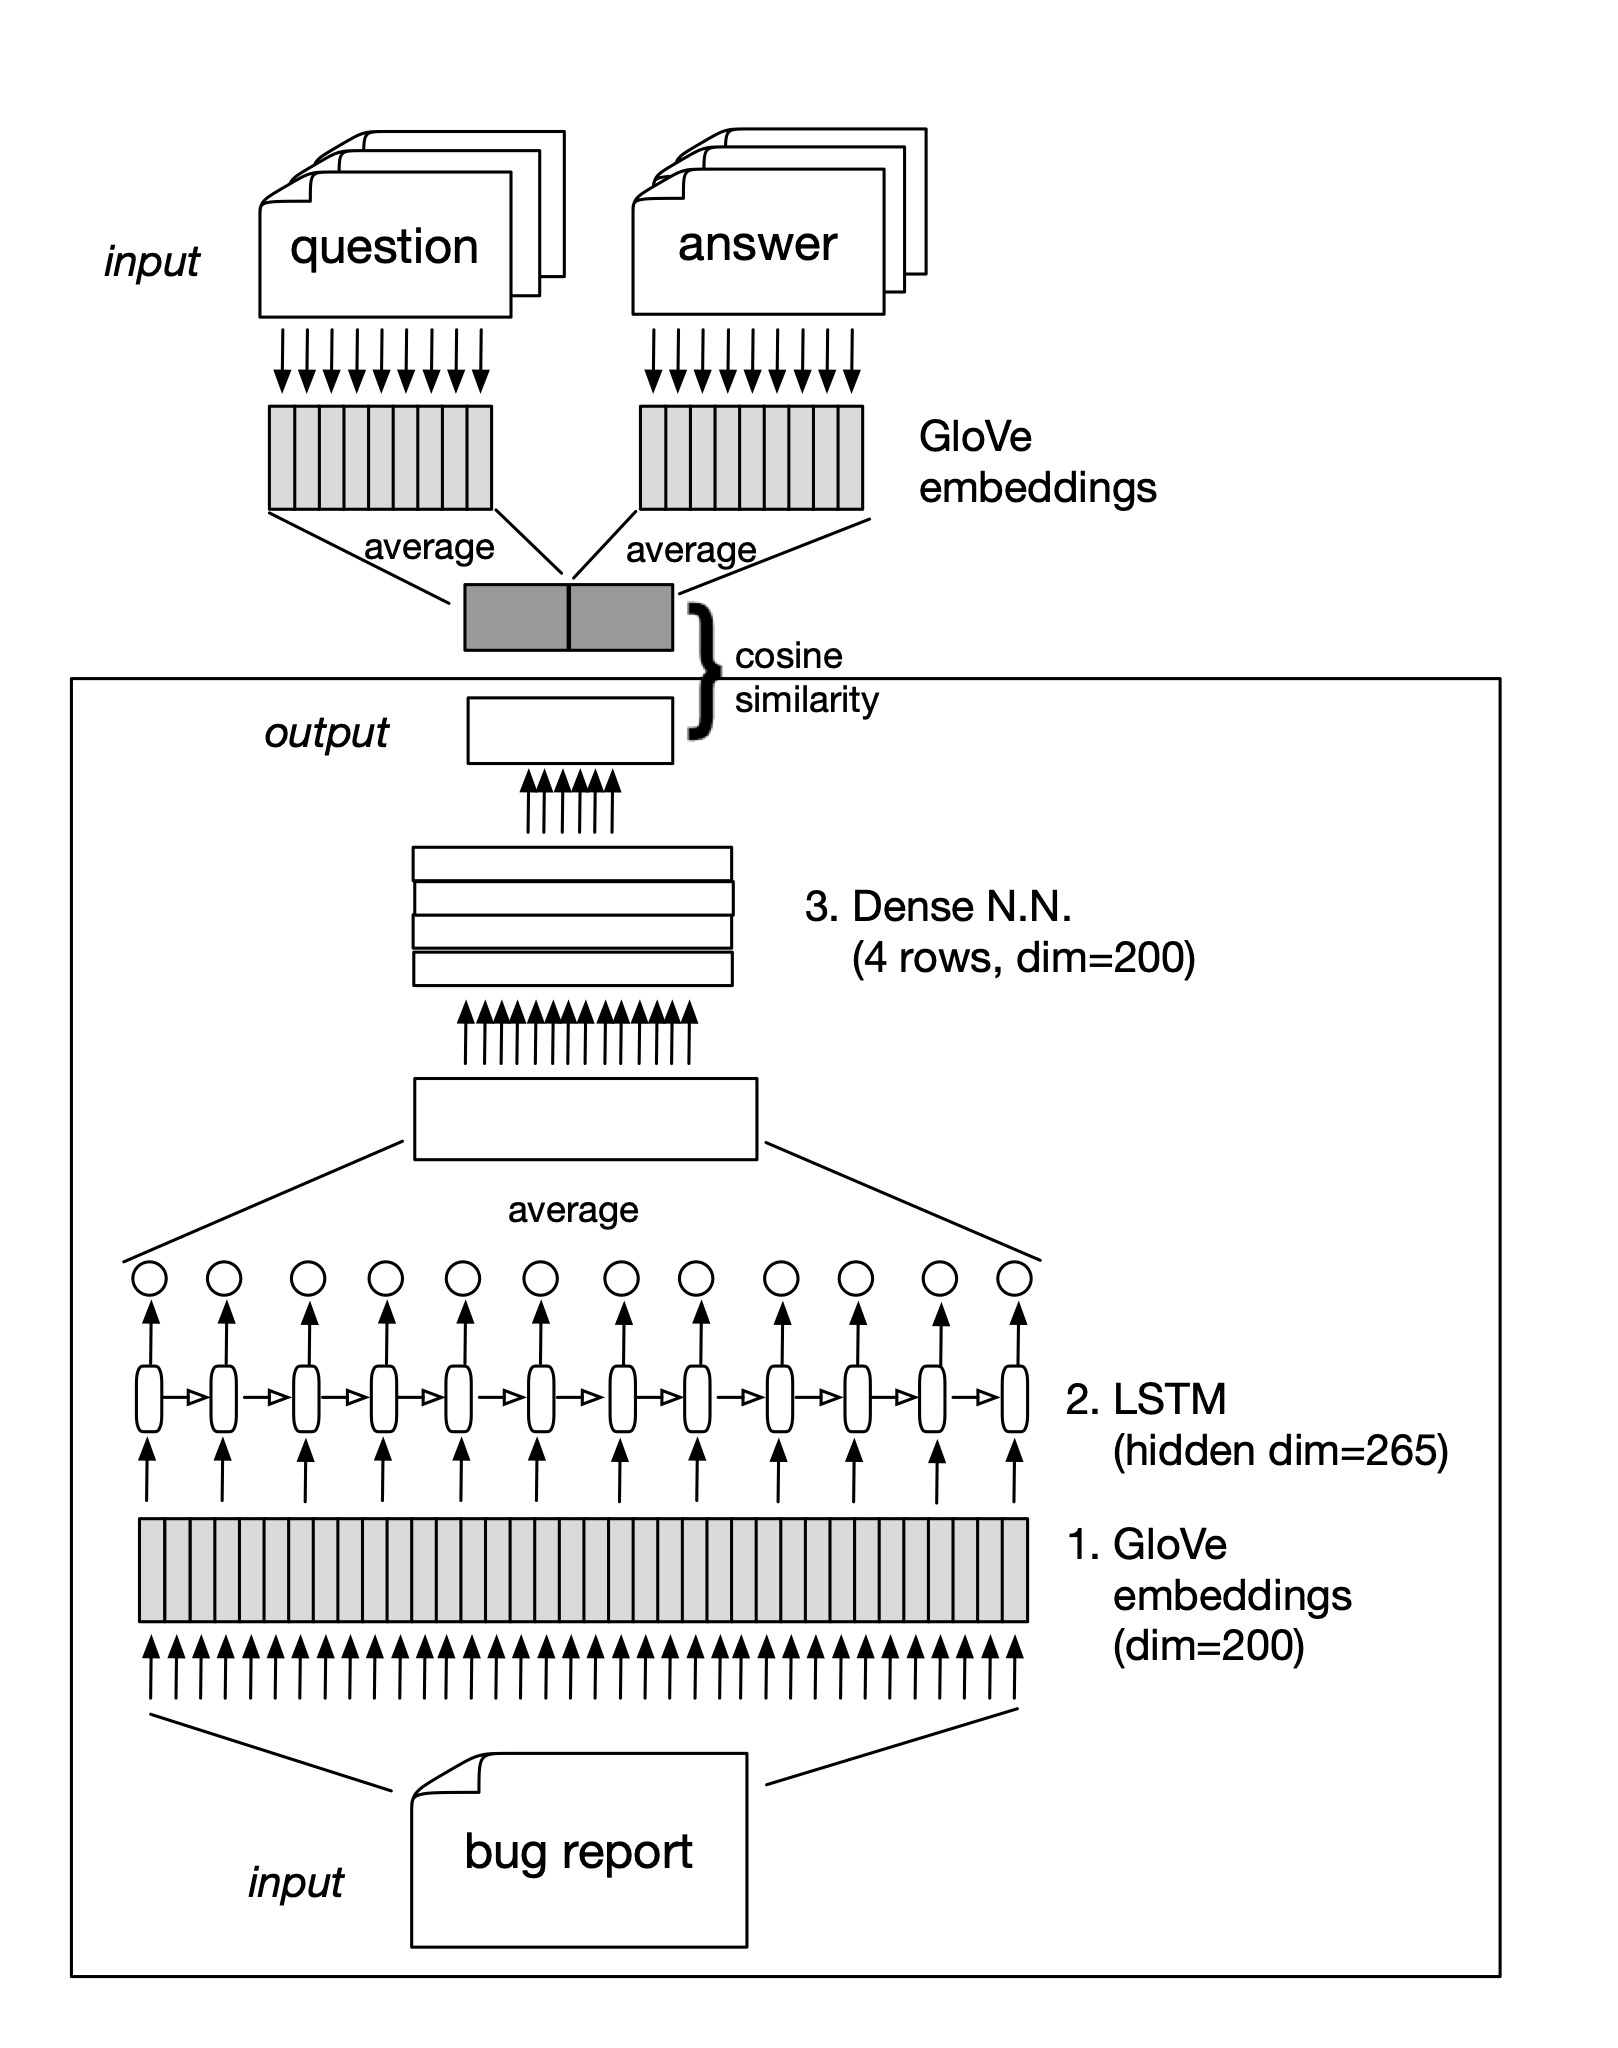 input
question
answer
GloVe
embeddings
average
average
cosine
similarity
output
3. Dense N.N.
(4 rows, dim=200)
average
2. LSTM
(hidden dim=265)
1. GloVe
embeddings
(dim=200)
bug report
input